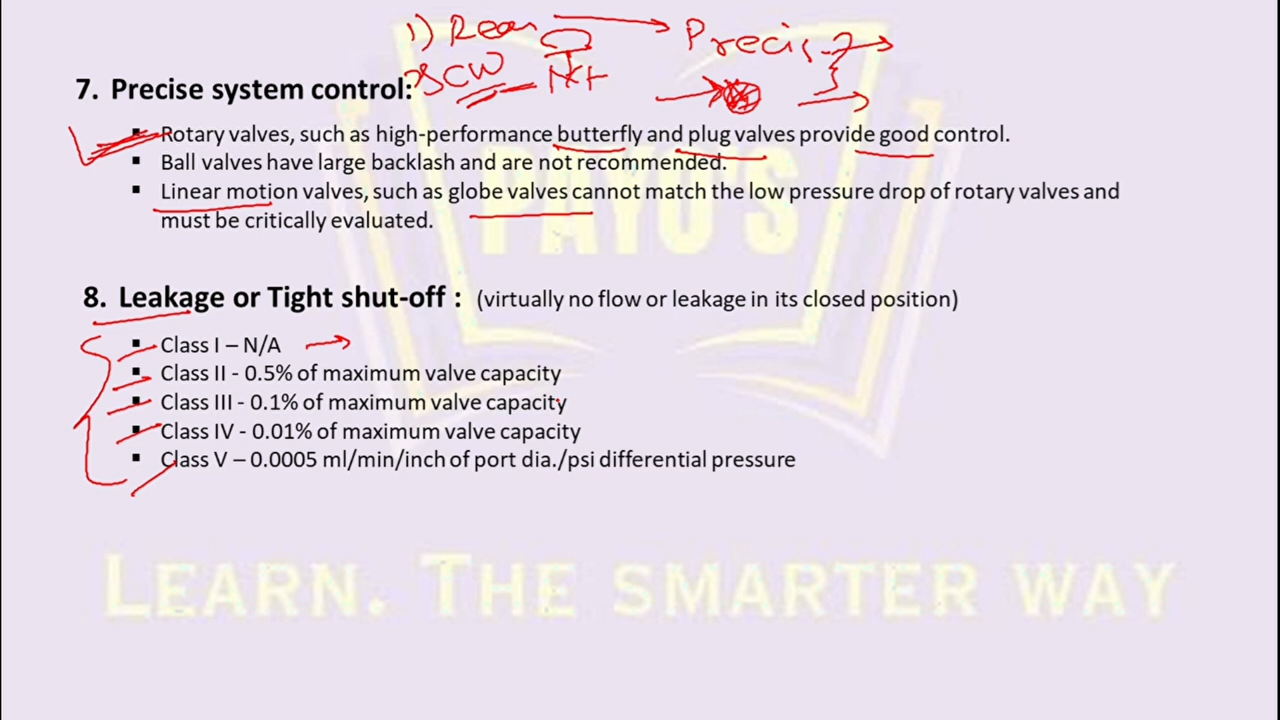 1) Reac Precis
7. Precise system control:
CW
▪ Rotary valves, such as high-performance butterfly and plug valves provide good control.
▪ Ball valves have large backlash and are not recommended.
▪ Linear motion valves, such as globe valves cannot match the low pressure drop of rotary valves and
must be critically evaluated.
PAYO'S
8. Leakage or Tight shut-off : (virtually no flow or leakage in its closed position)
▪ Class I – N/A
▪ Class II - 0.5% of maximum valve capacity
▪ Class III - 0.1% of maximum valve capacity
▪ Class IV - 0.01% of maximum valve capacity
▪ Class V – 0.0005 ml/min/inch of port dia./psi differential pressure
LEARN. THE SMARTER WAY